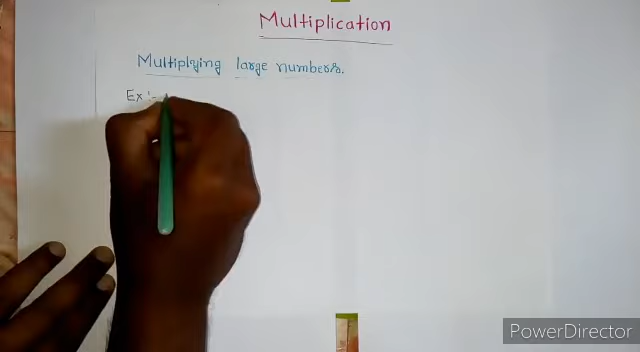 Multiplication
Multiplying large numbers.
Ex :-
PowerDirector